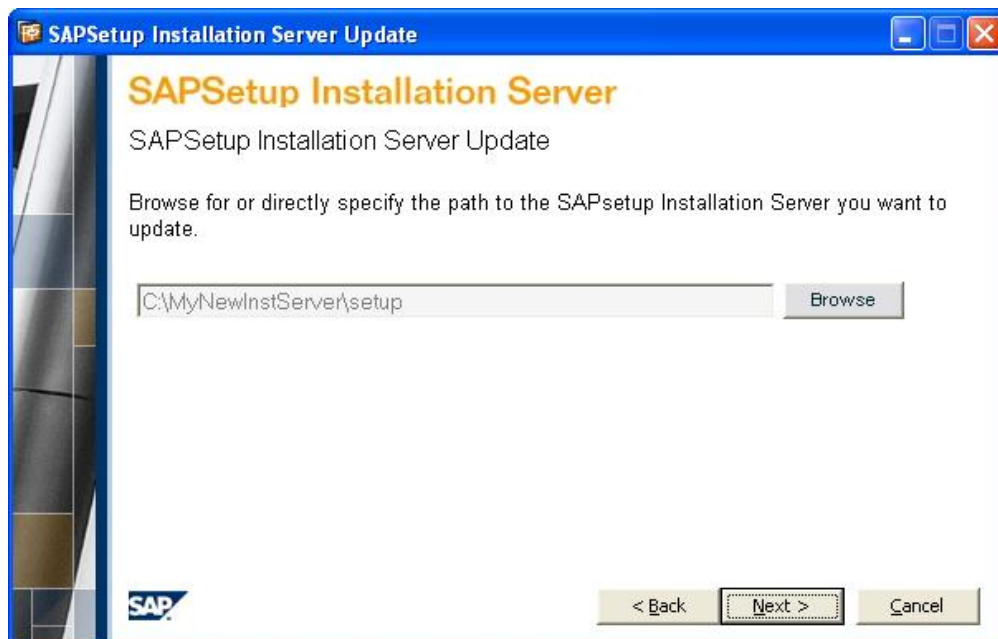 SAPSetup Installation Server Update
SAPSetup Installation Server
SAPSetup Installation Server Update
Browse for or directly specify the path to the SAPsetup Installation Server you want to
update.
C:\MyNewInstServer\setup
Browse
SAP
< Back
Next >
Cancel